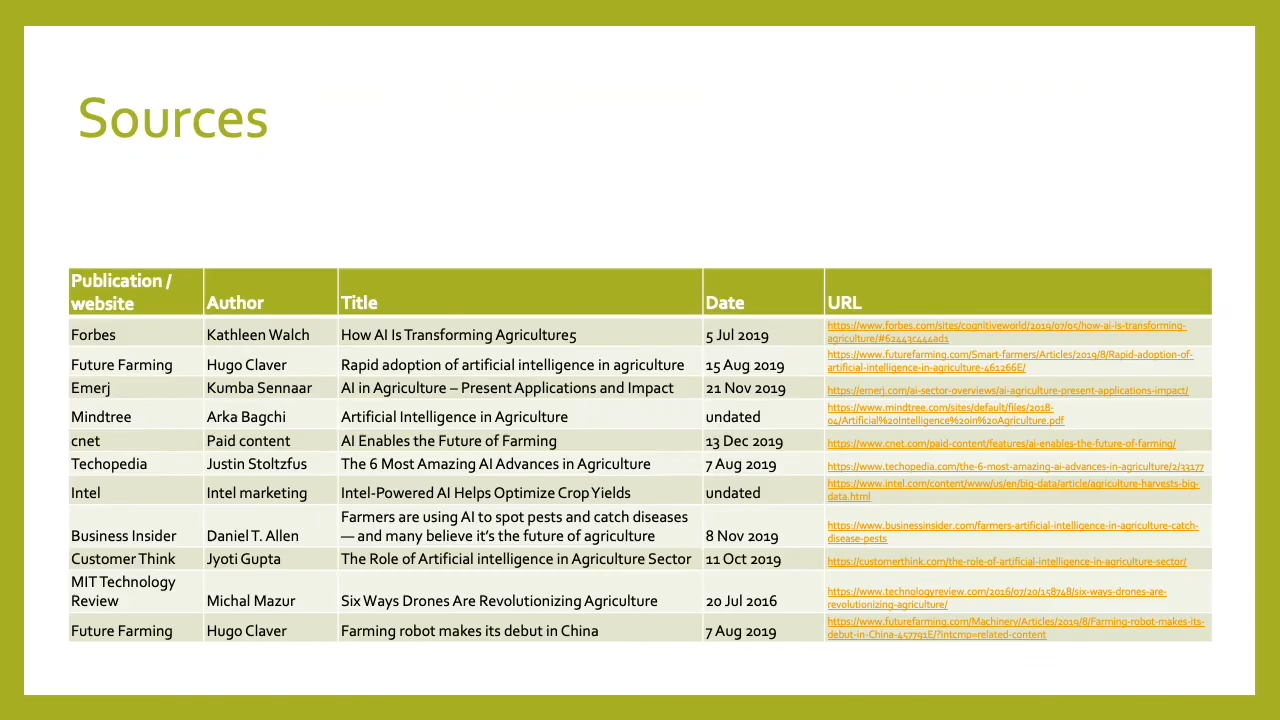 Sources
Publication /
website
Author
Title
Date
URL
Forbes
Kathleen Walch
How AI Is Transforming Agriculture5
5 Jul 2019
https://www.forbes.com/sites/cognitiveworld/2019/07/05/how-ai-is-transforming-
agriculture/#62443c444ad1
Future Farming
Hugo Claver
Rapid adoption of artificial intelligence in agriculture
15 Aug 2019
https://www.futurefarming.com/Smart-farmers/Articles/2019/8/Rapid-adoption-of-
artificial-intelligence-in-agriculture-461266E/
Emerj
Kumba Sennaar
AI in Agriculture – Present Applications and Impact
21 Nov 2019
https://emerj.com/ai-sector-overviews/ai-agriculture-present-applications-impact/
Mindtree
Arka Bagchi
Artificial Intelligence in Agriculture
undated
https://www.mindtree.com/sites/default/files/2018-
04/Artificial%20Intelligence%20in%20Agriculture.pdf
cnet
Paid content
AI Enables the Future of Farming
13 Dec 2019
https://www.cnet.com/paid-content/features/ai-enables-the-future-of-farming/
Techopedia
Justin Stoltzfus
The 6 Most Amazing AI Advances in Agriculture
7 Aug 2019
https://www.techopedia.com/the-6-most-amazing-ai-advances-in-agriculture/2/33177
Intel
Intel marketing
Intel-Powered AI Helps Optimize Crop Yields
undated
https://www.intel.com/content/www/us/en/big-data/article/agriculture-harvests-big-
data.html
Business Insider
Daniel T. Allen
Farmers are using AI to spot pests and catch diseases
— and many believe it's the future of agriculture
8 Nov 2019
https://www.businessinsider.com/farmers-artificial-intelligence-in-agriculture-catch-
disease-pests
Customer Think
Jyoti Gupta
The Role of Artificial intelligence in Agriculture Sector
11 Oct 2019
https://customerthink.com/the-role-of-artificial-intelligence-in-agriculture-sector/
MIT Technology
Review
Michal Mazur
Six Ways Drones Are Revolutionizing Agriculture
20 Jul 2016
https://www.technologyreview.com/2016/07/20/158748/six-ways-drones-are-
revolutionizing-agriculture/
Future Farming
Hugo Claver
Farming robot makes its debut in China
7 Aug 2019
https://www.futurefarming.com/Machinery/Articles/2019/8/Farming-robot-makes-its-
debut-in-China-457791E/?intcmp=related-content